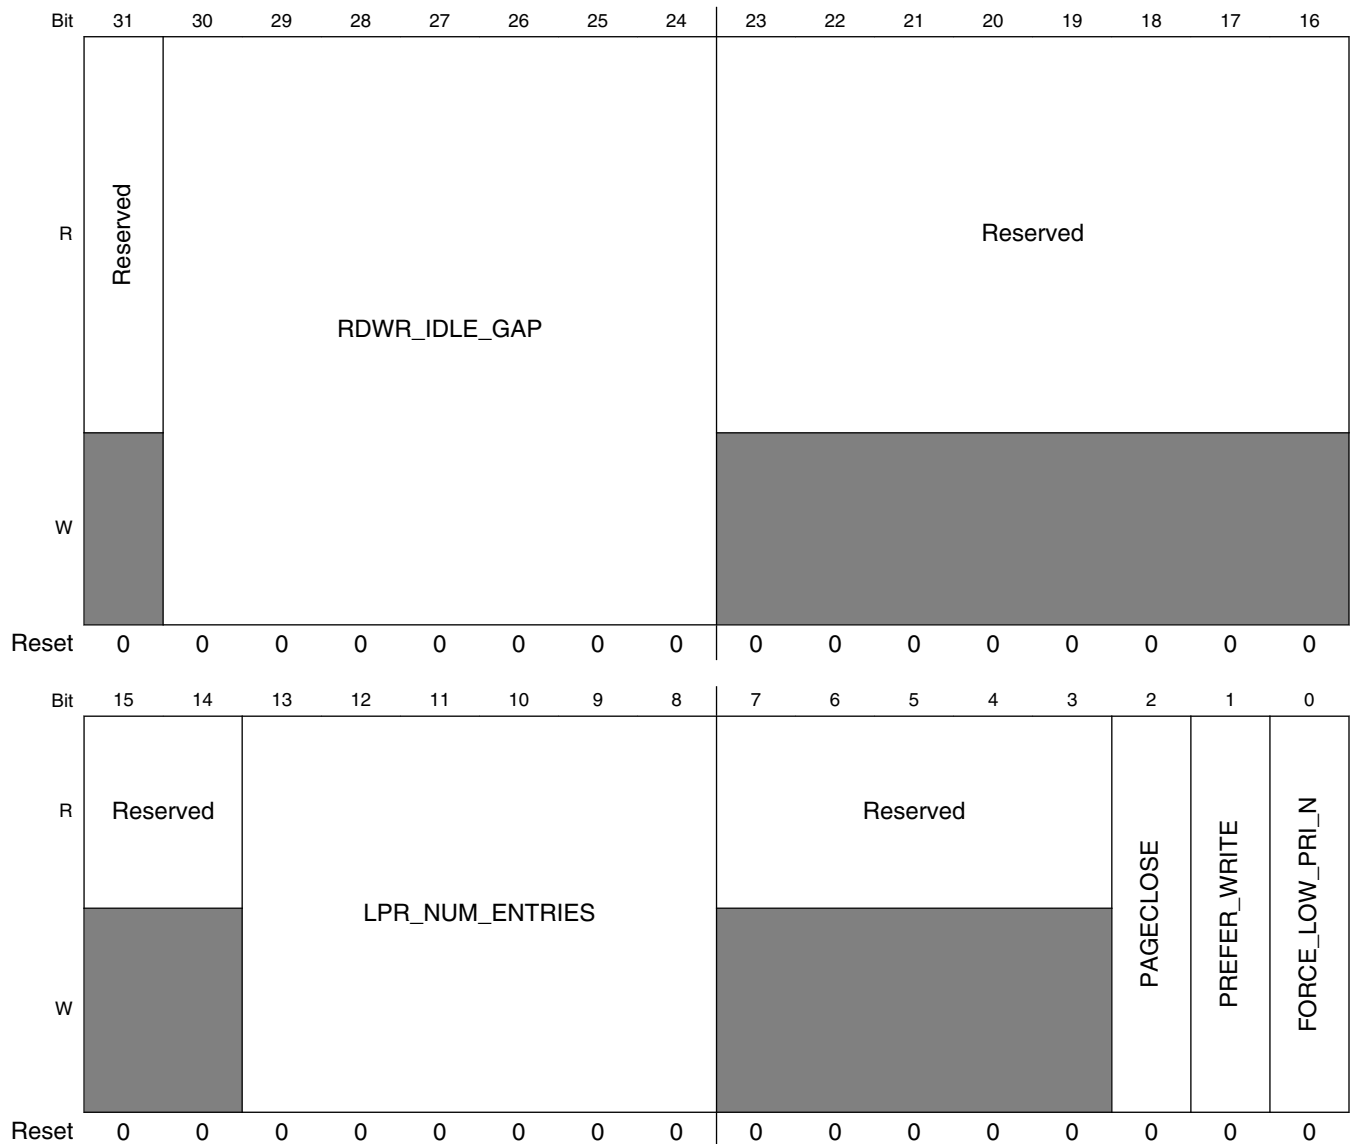 Bit 31 30 29 28 27 26 25 24 23 22 21 20 19 18 17 16
R Reserved Reserved
RDWR_IDLE_GAP
W
Reset 0 0 0 0 0 0 0 0 0 0 0 0 0 0 0 0
Bit 15 14 13 12 11 10 9 8 7 6 5 4 3 2 1 0
R Reserved Reserved
LPR_NUM_ENTRIES
PAGECLOSE
PREFER_WRITE
FORCE_LOW_PRI_N
W
Reset 0 0 0 0 0 0 0 0 0 0 0 0 0 0 0 0